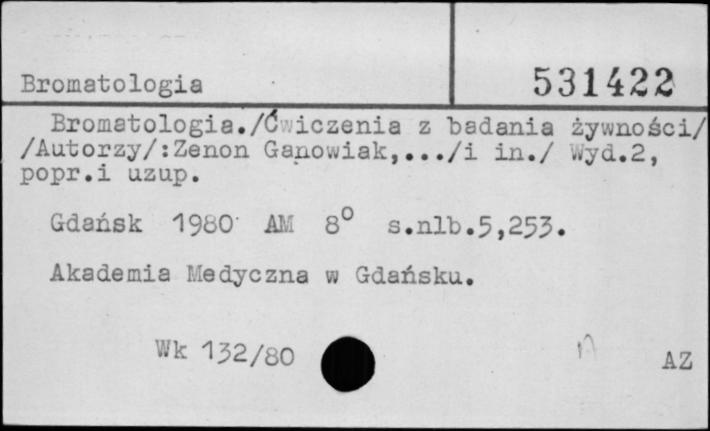 Bromatologia
531422
Bromatologia./Ćwiczenia z badania żywności/
/Autorzy/:Zenon Ganowiak,.../i in./ Wyd.2,
popr.i uzup.
Gdańsk 1980 AM 8° s.nlb.5,253.
Akademia Medyczna w Gdańsku.
Wk 132/80
AZ